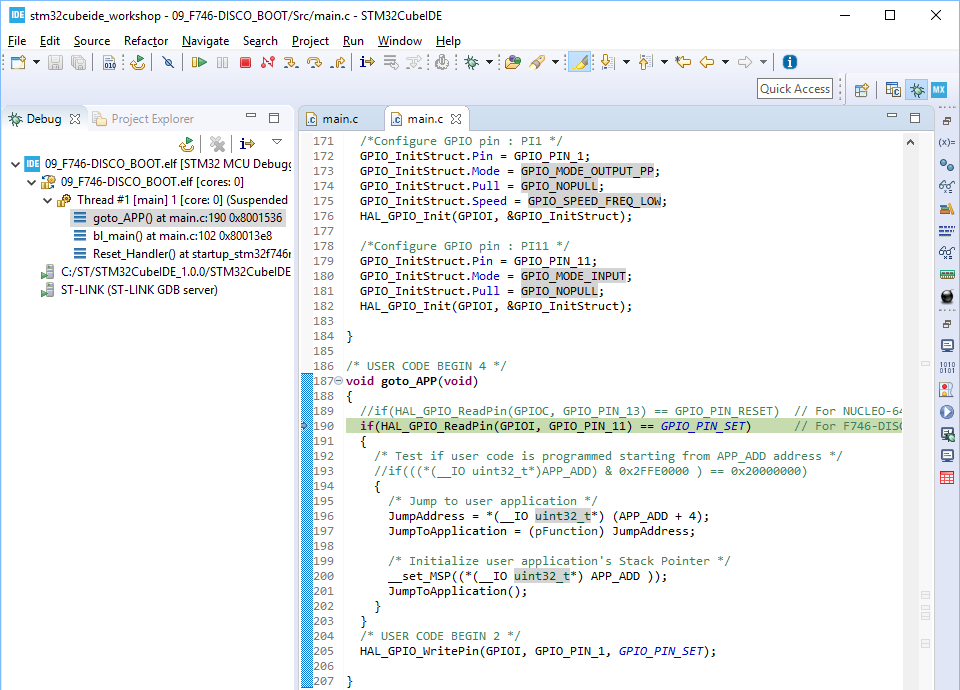 IDE stm32cubeide_workshop - 09_F746-DISCO_BOOT/Src/main.c - STM32CubeIDE
File Edit Source Refactor Navigate Search Project Run Window Help
010
Quick Access
MX
Debug Project Explorer
IDE 09_F746-DISCO_BOOT.elf [STM32 MCU Debugg
09_F746-DISCO_BOOT.elf [cores: 0]
Thread #1 [main] 1 [core: 0] (Suspended
goto_APP() at main.c:190 0x8001536
bl_main() at main.c:102 0x80013e8
Reset_Handler() at startup_stm32f746n
C:/ST/STM32CubeIDE_1.0.0/STM32CubeIDE
ST-LINK (ST-LINK GDB server)
main.c main.c
171 /*Configure GPIO pin : PI1 */
172 GPIO_InitStruct.Pin = GPIO_PIN_1;
173 GPIO_InitStruct.Mode = GPIO_MODE_OUTPUT_PP;
174 GPIO_InitStruct.Pull = GPIO_NOPULL;
175 GPIO_InitStruct.Speed = GPIO_SPEED_FREQ_LOW;
176 HAL_GPIO_Init(GPIOI, &GPIO_InitStruct);
177
178 /*Configure GPIO pin : PI11 */
179 GPIO_InitStruct.Pin = GPIO_PIN_11;
180 GPIO_InitStruct.Mode = GPIO_MODE_INPUT;
181 GPIO_InitStruct.Pull = GPIO_NOPULL;
182 HAL_GPIO_Init(GPIOI, &GPIO_InitStruct);
183
184 }
185
186 /* USER CODE BEGIN 4 */
187 void goto_APP(void)
188 {
189 //if(HAL_GPIO_ReadPin(GPIOC, GPIO_PIN_13) == GPIO_PIN_RESET) // For NUCLEO-64
190 if(HAL_GPIO_ReadPin(GPIOI, GPIO_PIN_11) == GPIO_PIN_SET) // For F746-DISC
191 {
192 /* Test if user code is programmed starting from APP_ADD address */
193 //if(((*(__IO uint32_t*)APP_ADD) & 0x2FFE0000 ) == 0x20000000)
194 {
195 /* Jump to user application */
196 JumpAddress = *(__IO uint32_t*) (APP_ADD + 4);
197 JumpToApplication = (pFunction) JumpAddress;
198
199 /* Initialize user application's Stack Pointer */
200 __set_MSP((*(__IO uint32_t*) APP_ADD ));
201 JumpToApplication();
202 }
203 }
204 /* USER CODE BEGIN 2 */
205 HAL_GPIO_WritePin(GPIOI, GPIO_PIN_1, GPIO_PIN_SET);
206
207 }
(x)=
1010
0101